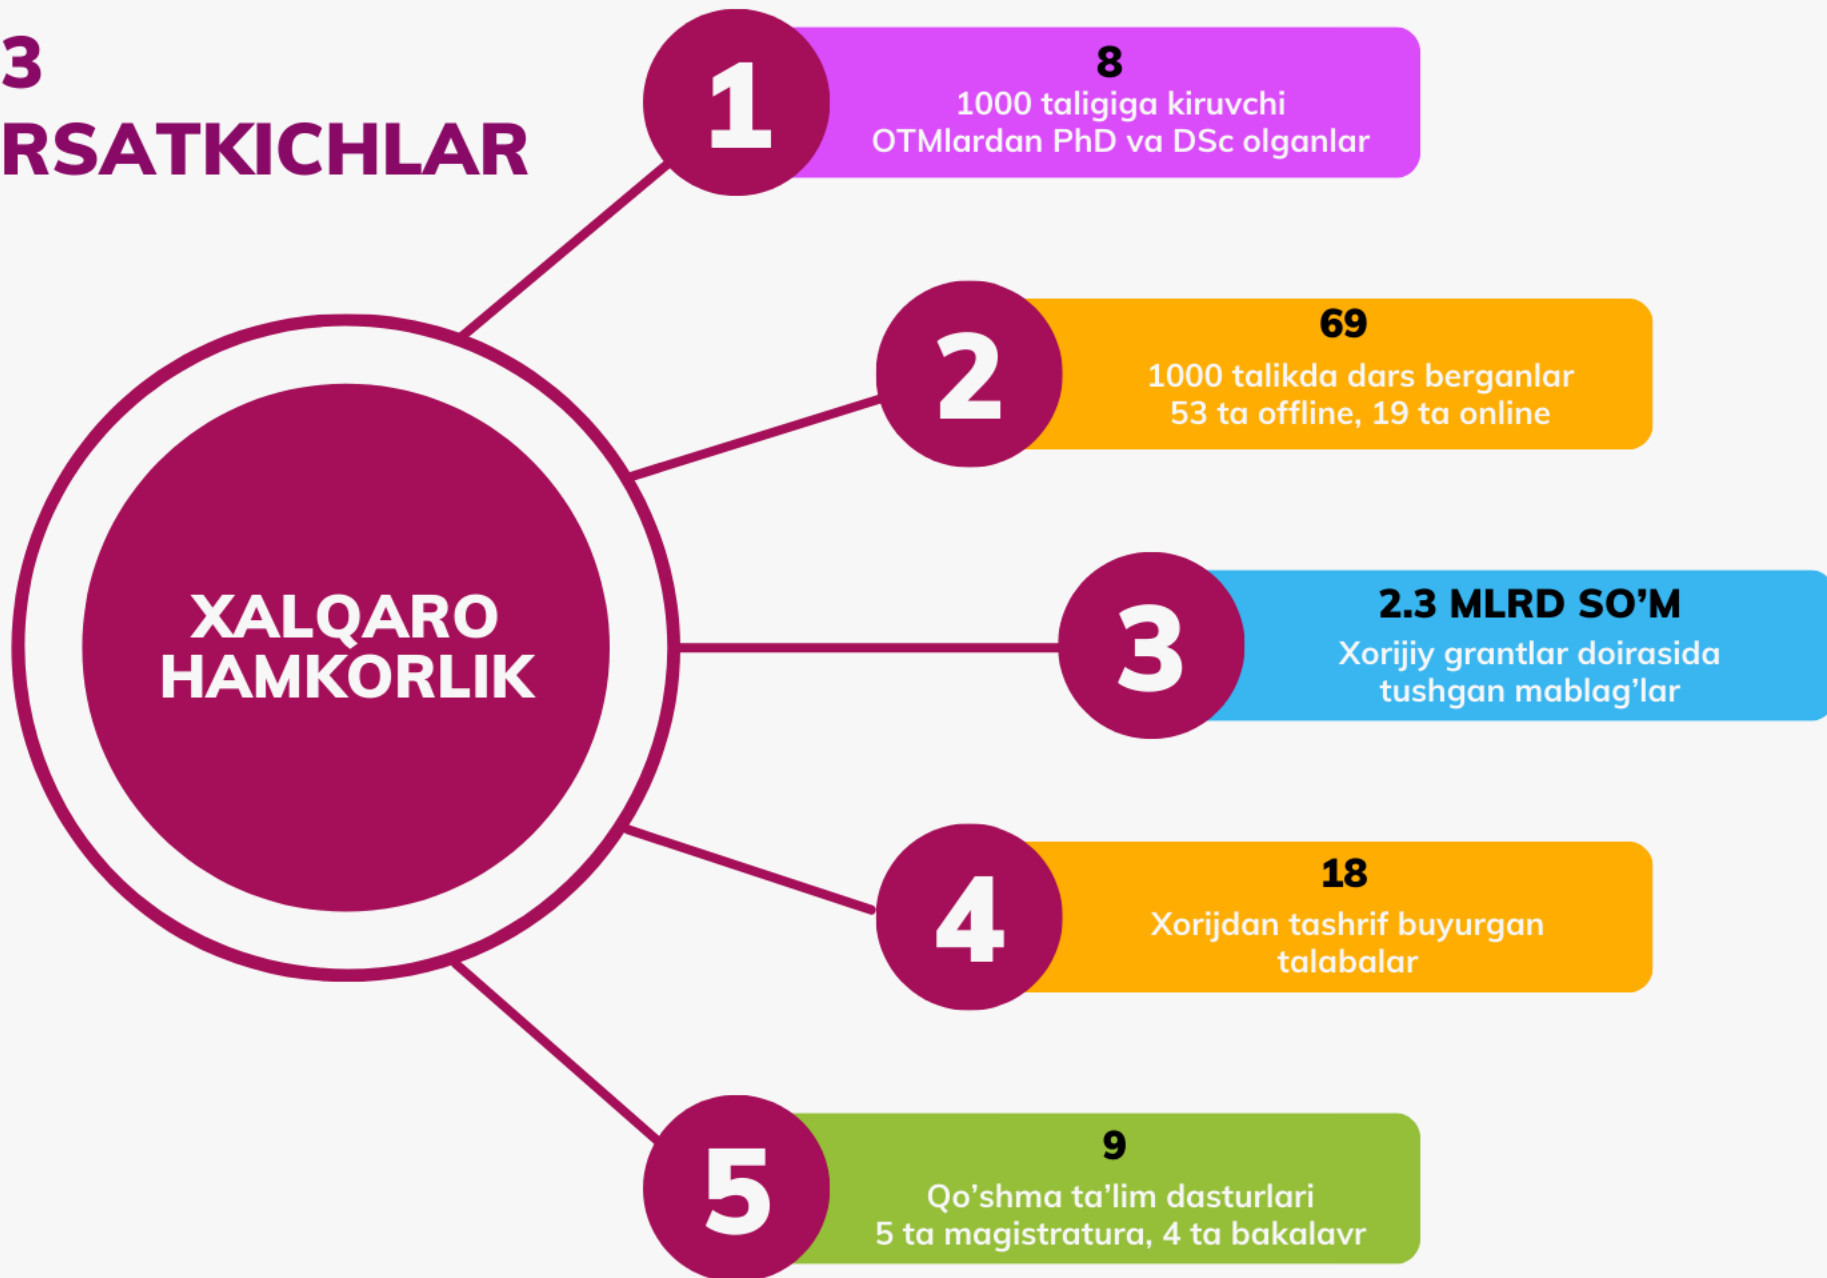 3
RSATKICHLAR
1
8
1000 taligiga kiruvchi
OTMlardan PhD va DSc olganlar
2
69
1000 talikda dars berganlar
53 ta offline, 19 ta online
XALQARO
HAMKORLIK
3
2.3 MLRD SO’M
Xorijiy grantlar doirasida
tushgan mablag’lar
4
18
Xorijdan tashrif buyurgan
talabalar
5
9
Qo’shma ta’lim dasturlari
5 ta magistratura, 4 ta bakalavr